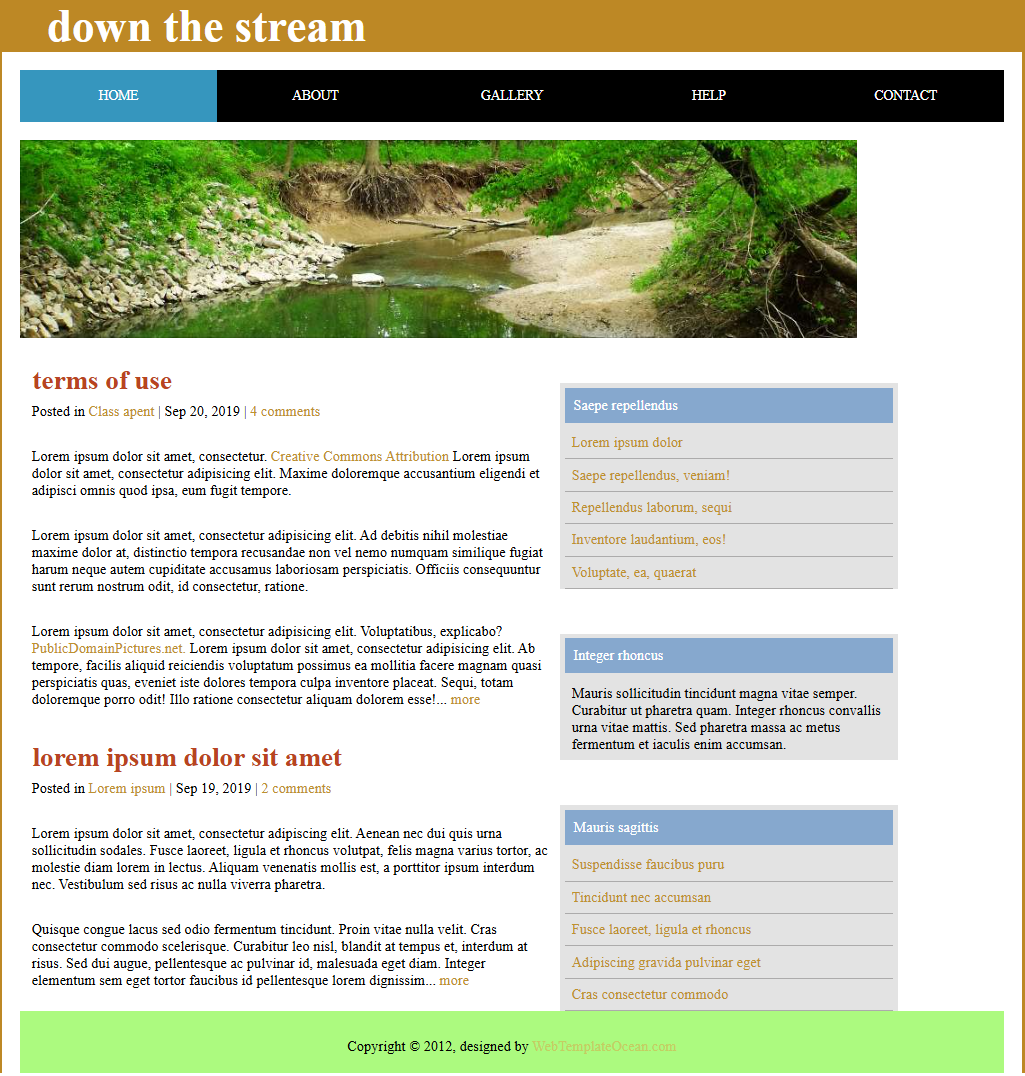 down the stream
HOME ABOUT GALLERY HELP CONTACT
terms of use
Posted in Class apent | Sep 20, 2019 | 4 comments
Lorem ipsum dolor sit amet, consectetur. Creative Commons Attribution Lorem ipsum
dolor sit amet, consectetur adipisicing elit. Maxime doloremque accusantium eligendi et
adipisci omnis quod ipsa, eum fugit tempore.
Lorem ipsum dolor sit amet, consectetur adipisicing elit. Ad debitis nihil molestiae
maxime dolor at, distinctio tempora recusandae non vel nemo numquam similique fugiat
harum neque autem cupiditate accusamus laboriosam perspiciatis. Officiis consequuntur
sunt rerum nostrum odit, id consectetur, ratione.
Lorem ipsum dolor sit amet, consectetur adipisicing elit. Voluptatibus, explicabo?
PublicDomainPictures.net. Lorem ipsum dolor sit amet, consectetur adipisicing elit. Ab
tempore, facilis aliquid reiciendis voluptatum possimus ea mollitia facere magnam quasi
perspiciatis quas, eveniet iste dolores tempora culpa inventore placeat. Sequi, totam
doloremque porro odit! Illo ratione consectetur aliquam dolorem esse!... more
lorem ipsum dolor sit amet
Posted in Lorem ipsum | Sep 19, 2019 | 2 comments
Lorem ipsum dolor sit amet, consectetur adipiscing elit. Aenean nec dui quis urna
sollicitudin sodales. Fusce laoreet, ligula et rhoncus volutpat, felis magna varius tortor, ac
molestie diam lorem in lectus. Aliquam venenatis mollis est, a porttitor ipsum interdum
nec. Vestibulum sed risus ac nulla viverra pharetra.
Quisque congue lacus sed odio fermentum tincidunt. Proin vitae nulla velit. Cras
consectetur commodo scelerisque. Curabitur leo nisl, blandit at tempus et, interdum at
risus. Sed dui augue, pellentesque ac pulvinar id, malesuada eget diam. Integer
elementum sem eget tortor faucibus id pellentesque lorem dignissim... more
Saepe repellendus
Lorem ipsum dolor
Saepe repellendus, veniam!
Repellendus laborum, sequi
Inventore laudantium, eos!
Voluptate, ea, quaerat
Integer rhoncus
Mauris sollicitudin tincidunt magna vitae semper.
Curabitur ut pharetra quam. Integer rhoncus convallis
urna vitae mattis. Sed pharetra massa ac metus
fermentum et iaculis enim accumsan.
Mauris sagittis
Suspendisse faucibus puru
Tincidunt nec accumsan
Fusce laoreet, ligula et rhoncus
Adipiscing gravida pulvinar eget
Cras consectetur commodo
Copyright © 2012, designed by WebTemplateOcean.com